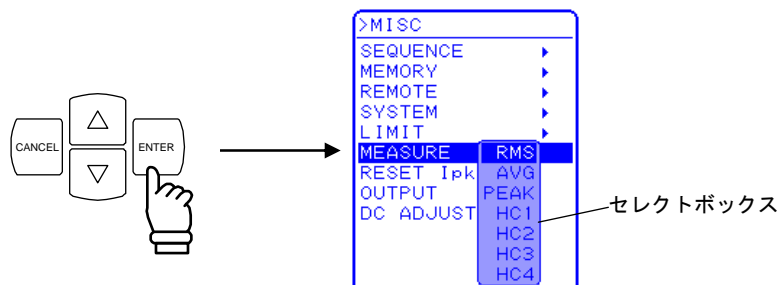 CANCEL
ENTER
>MISC
SEQUENCE
MEMORY
REMOTE
SYSTEM
LIMIT
MEASURE RMS
RESET Ipk AVG
OUTPUT PEAK
DC ADJUST HC1
HC2
HC3
HC4
セレクトボックス